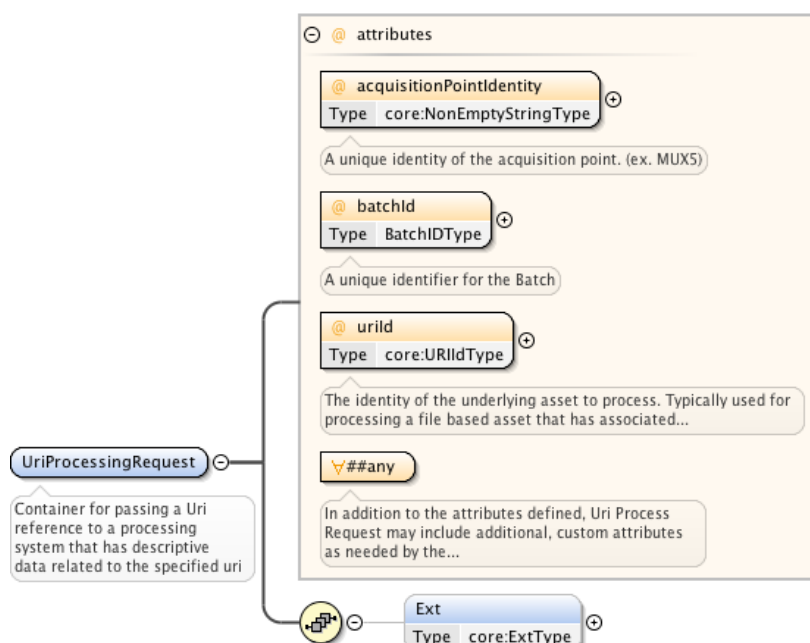 @ attributes
@ acquisitionPointIdentity
Type core:NonEmptyStringType
A unique identity of the acquisition point. (ex. MUX5)
@ batchId
Type BatchIDType
A unique identifier for the Batch
@ uriId
Type core:URIIdType
The identity of the underlying asset to process. Typically used for
processing a file based asset that has associated...
∀##any
In addition to the attributes defined, Uri Process
Request may include additional, custom attributes
as needed by the...
UriProcessingRequest
Container for passing a Uri
reference to a processing
system that has descriptive
data related to the specified uri
Ext
Type core:ExtType